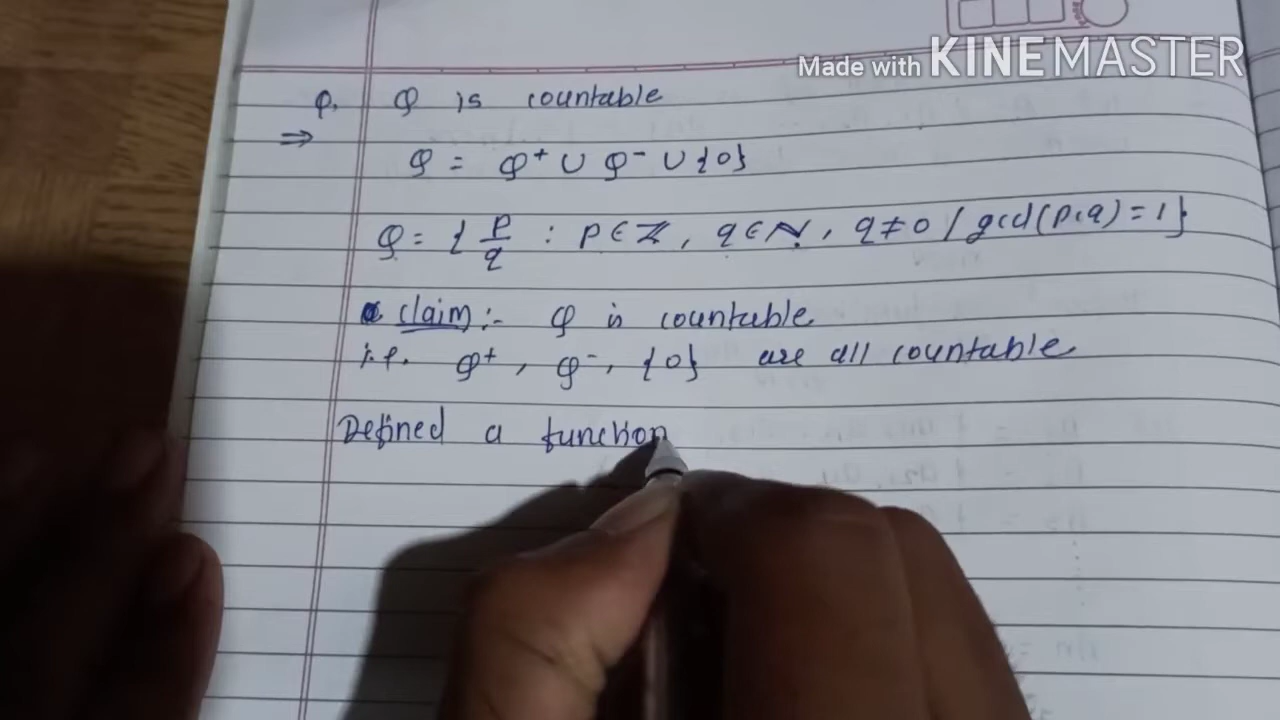 Made with KINEMASTER
Q. Q is countable
⇒
Q = Q⁺ ∪ Q⁻ ∪ {0}
Q = { p/q : p ∈ Z, q ∈ N, q ≠ 0 / gcd(p,q) = 1}
claim:- Q is countable
i.e. Q⁺, Q⁻, {0} are all countable
Defined a function